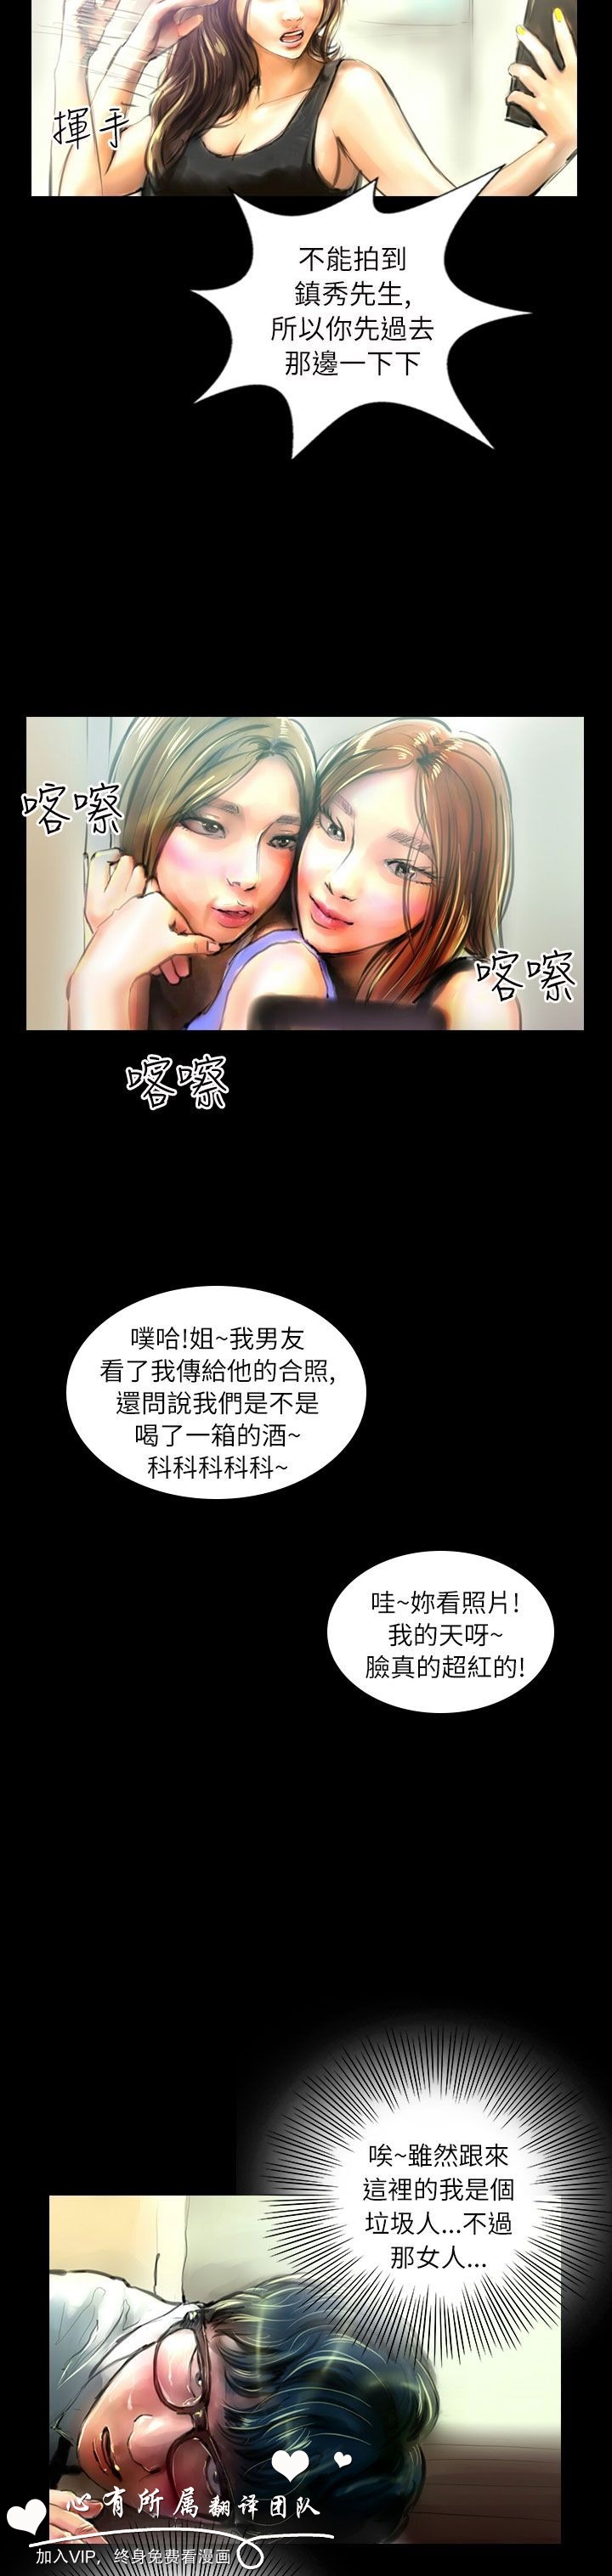 揮手
不能拍到
鎮秀先生,
所以你先過去
那邊一下下
喀嚓
喀嚓
喀嚓
噗哈!姐~我男友
看了我傳給他的合照,
還問說我們是不是
喝了一箱的酒~
科科科科科~
哇~妳看照片!
我的天呀~
臉真的超紅的!
唉~雖然跟來
這裡的我是個
垃圾人...不過
那女人...
心有所属翻译团队
加入VIP，终身免费看漫画